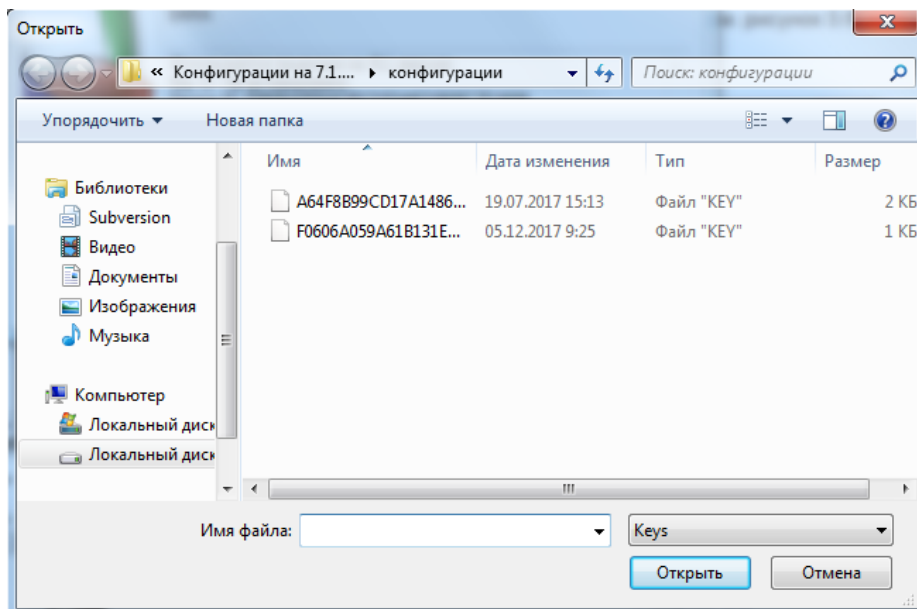 Открыть
« Конфигурации на 7.1.... конфигурации Поиск: конфигурации
Упорядочить Новая папка
Имя Дата изменения Тип Размер
Библиотеки
Subversion
Видео
Документы
Изображения
Музыка
Компьютер
Локальный диск
Локальный диск
A64F8B99CD17A1486... 19.07.2017 15:13 Файл "KEY" 2 КБ
F0606A059A61B131E... 05.12.2017 9:25 Файл "KEY" 1 КБ
Имя файла: Keys
Открыть Отмена